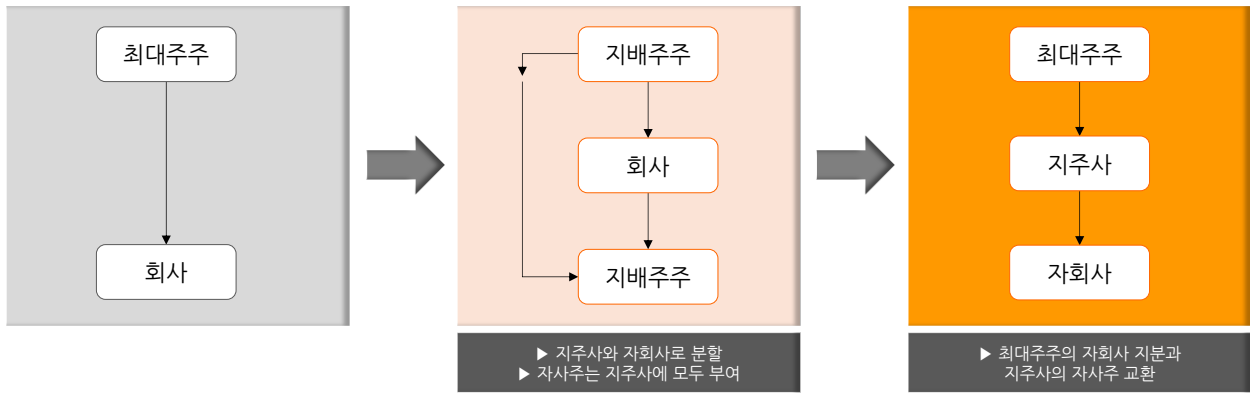 최대주주
회사
지배주주
회사
지배주주
▶ 지주사와 자회사로 분할
▶ 자사주는 지주사에 모두 부여
최대주주
지주사
자회사
▶ 최대주주의 자회사 지분과
지주사의 자사주 교환